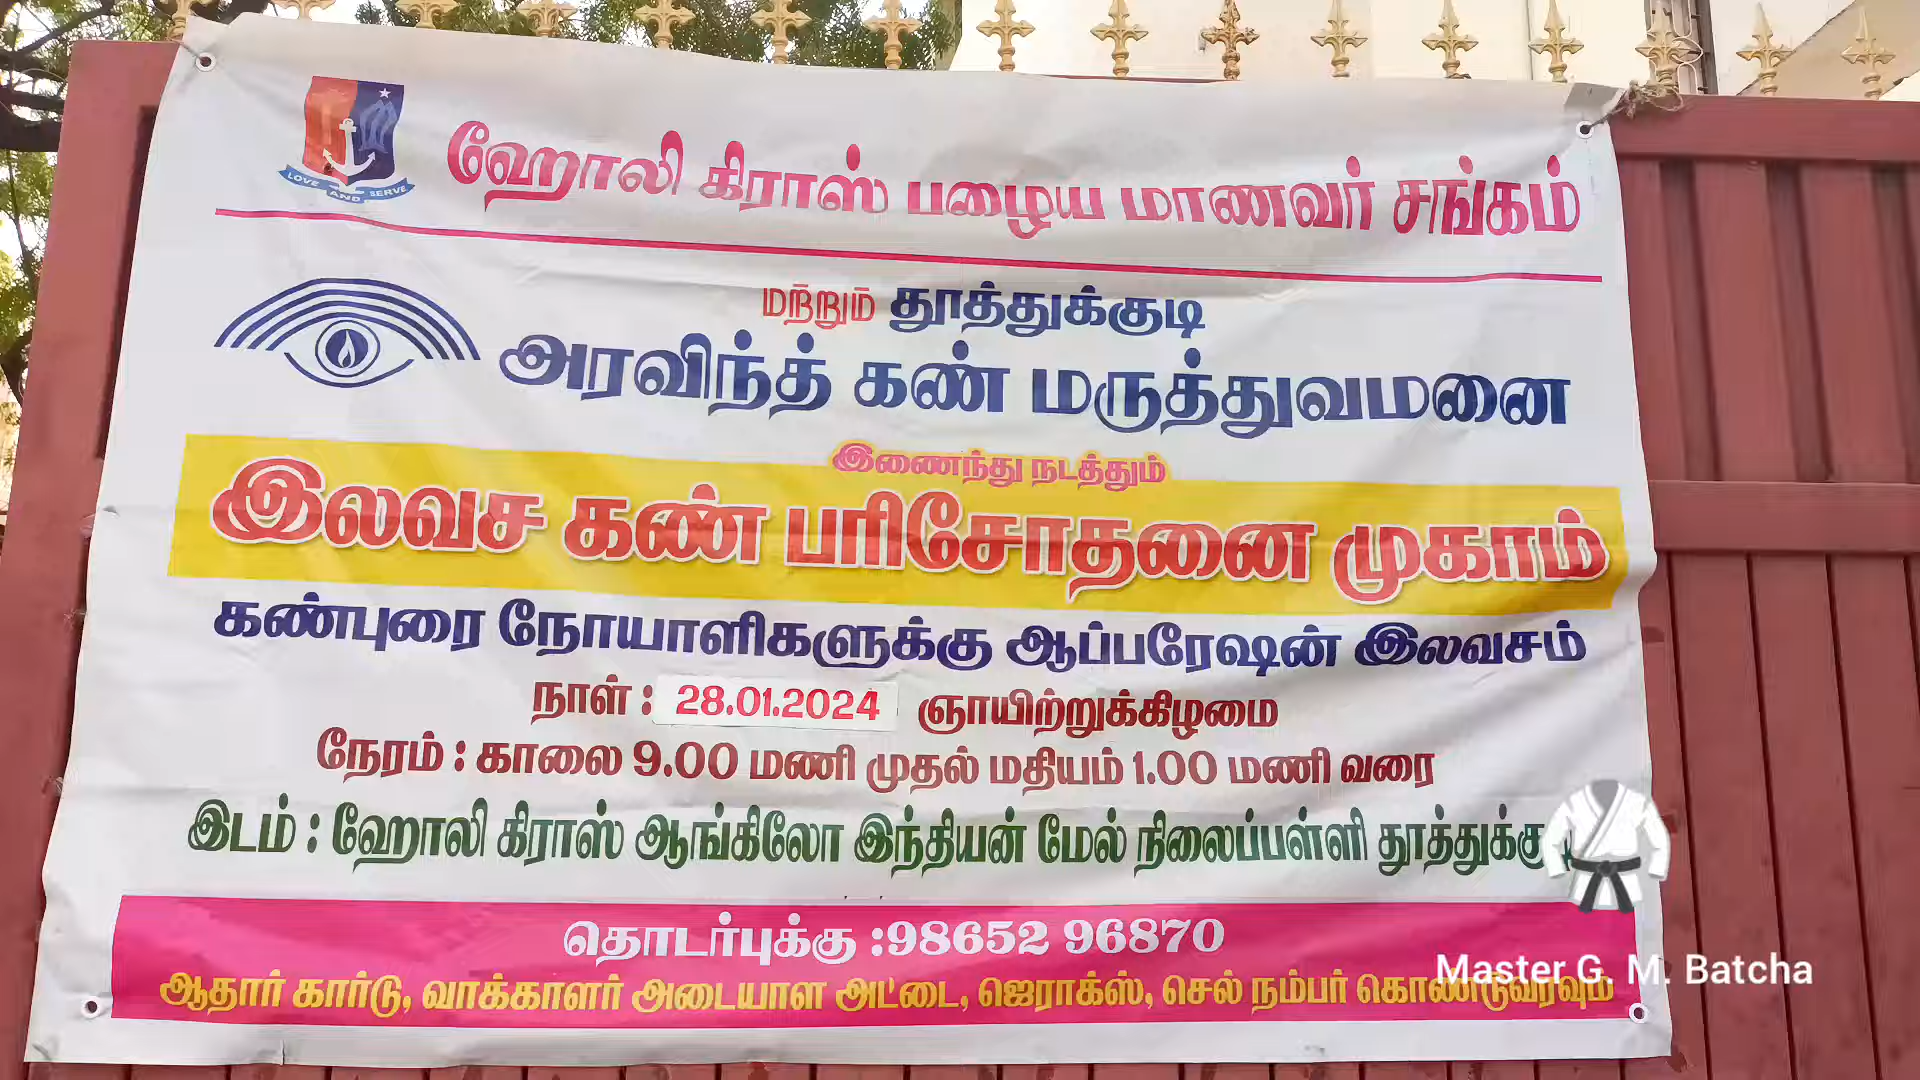 LOVE AND SERVE
ஹோலி கிராஸ் பழைய மாணவர் சங்கம்
மற்றும் தூத்துக்குடி
அரவிந்த் கண் மருத்துவமனை
இணைந்து நடத்தும்
இலவச கண் பரிசோதனை முகாம்
கண்புரை நோயாளிகளுக்கு ஆப்பரேஷன் இலவசம்
நாள் : 28.01.2024 ஞாயிற்றுக்கிழமை
நேரம் : காலை 9.00 மணி முதல் மதியம் 1.00 மணி வரை
இடம் : ஹோலி கிராஸ் ஆங்கிலோ இந்தியன் மேல் நிலைப்பள்ளி
தொடர்புக்கு :98652 96870
ஆதார் கார்டு, வாக்காளர் அடையாள அட்டை, ஜெராக்ஸ், செல் நம்பர் கொண்டுவரவும்
Master G. M. Batcha